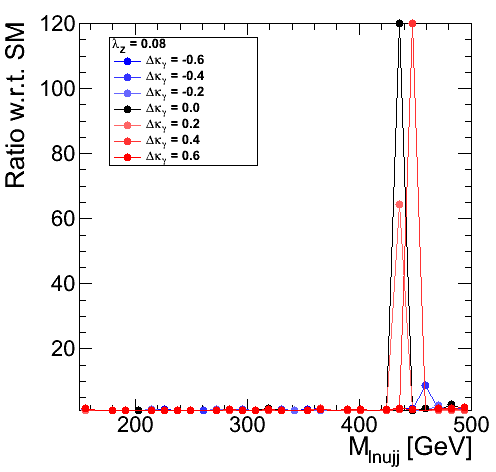 Ratio w.r.t. SM
120
100
80
60
40
20
λZ = 0.08
Δκγ = -0.6
Δκγ = -0.4
Δκγ = -0.2
Δκγ = 0.0
Δκγ = 0.2
Δκγ = 0.4
Δκγ = 0.6
200 300 400 500
Mlnujj [GeV]